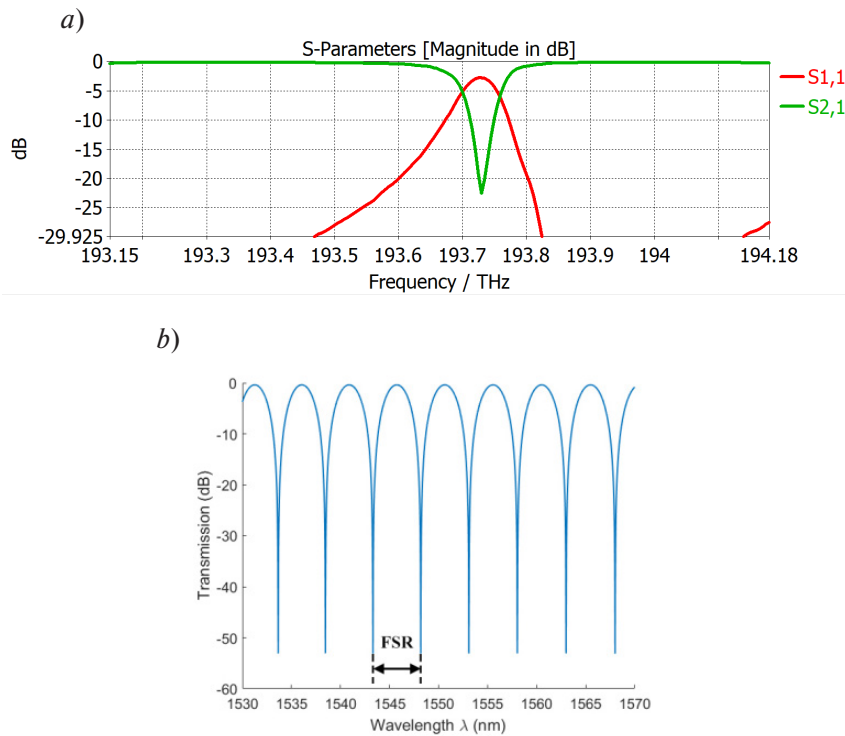 a)
S-Parameters [Magnitude in dB]
0
-5
-10
-15
-20
-25
-29.925
dB
193.15 193.3 193.4 193.5 193.6 193.7 193.8 193.9 194 194.18
Frequency / THz
S1,1
S2,1
b)
0
-10
-20
-30
-40
-50
-60
Transmission (dB)
FSR
1530 1535 1540 1545 1550 1555 1560 1565 1570
Wavelength λ (nm)